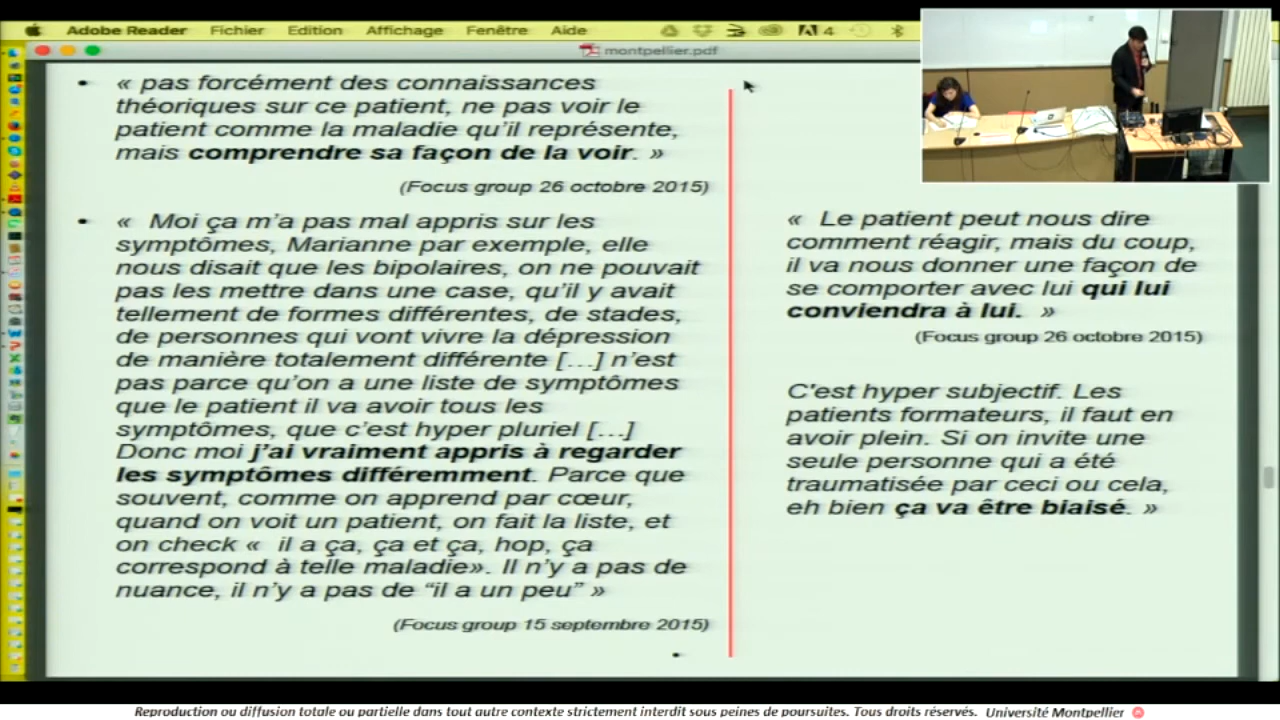 Adobe Reader Fichier Edition Affichage Fenêtre Aide
4
montpellier.pdf
• « pas forcément des connaissances
théoriques sur ce patient, ne pas voir le
patient comme la maladie qu'il représente,
mais comprendre sa façon de la voir. »
(Focus group 26 octobre 2015)
• « Moi ça m'a pas mal appris sur les
symptômes, Marianne par exemple, elle
nous disait que les bipolaires, on ne pouvait
pas les mettre dans une case, qu'il y avait
tellement de formes différentes, de stades,
de personnes qui vont vivre la dépression
de manière totalement différente […] n'est
pas parce qu'on a une liste de symptômes
que le patient il va avoir tous les
symptômes, que c'est hyper pluriel […]
Donc moi j'ai vraiment appris à regarder
les symptômes différemment. Parce que
souvent, comme on apprend par cœur,
quand on voit un patient, on fait la liste, et
on check « il a ça, ça et ça, hop, ça
correspond à telle maladie». Il n'y a pas de
nuance, il n'y a pas de “il a un peu” »
(Focus group 15 septembre 2015)
•
« Le patient peut nous dire
comment réagir, mais du coup,
il va nous donner une façon de
se comporter avec lui qui lui
conviendra à lui. »
(Focus group 26 octobre 2015)
C'est hyper subjectif. Les
patients formateurs, il faut en
avoir plein. Si on invite une
seule personne qui a été
traumatisée par ceci ou cela,
eh bien ça va être biaisé. »
Reproduction ou diffusion totale ou partielle dans tout autre contexte strictement interdit sous peines de poursuites. Tous droits réservés. Université Montpellier